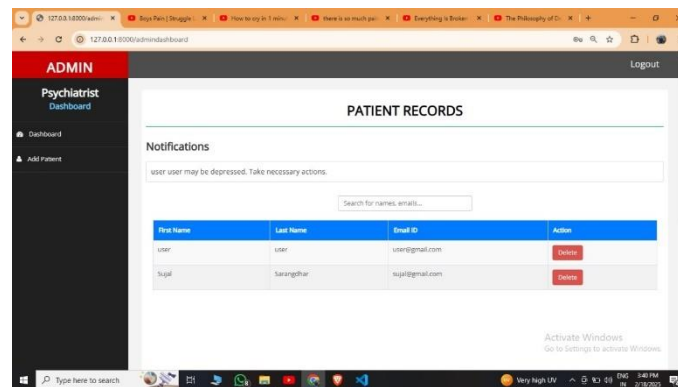 127.0.0.1:8000/admin
Boys Pain ( Struggle
How to cry in 1 minu
there is so much pai
Everything is Broken
The Philosophy of
127.0.0.1:8000/admindashboard
ADMIN
Logout
Psychiatrist
Dashboard
Dashboard
Add Patient
PATIENT RECORDS
Notifications
user user may be depressed. Take necessary actions.
Search for names, emails...
First Name Last Name Email ID Action
user user user@gmail.com Delete
Sujal Sarangdhar sujal@gmail.com Delete
Activate Windows
Go to Settings to activate Windows.
Type here to search
Very high UV
ENG 3:40 PM
IN 2/18/2025